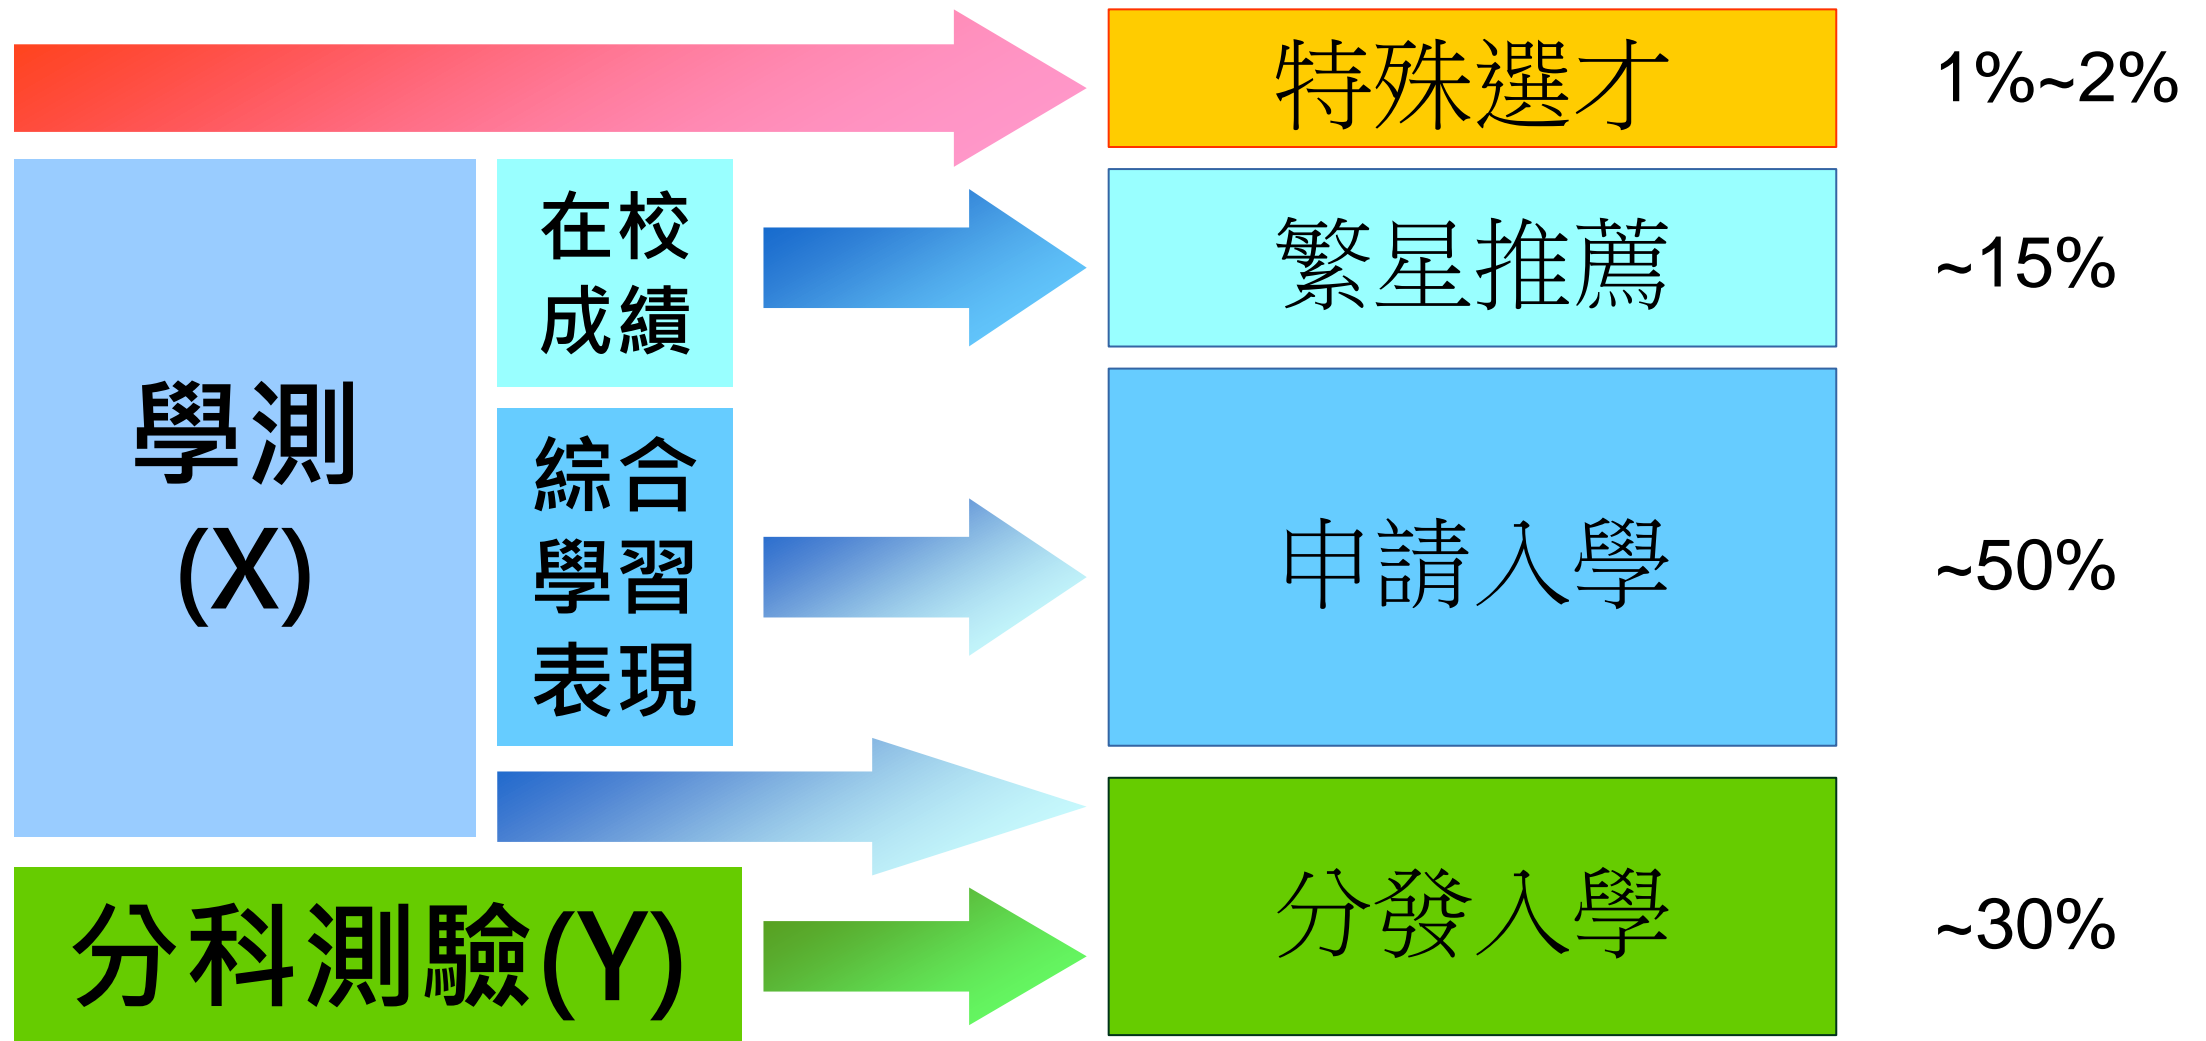 特殊選才
1%~2%
學測
(X)
在校
成績
繁星推薦
~15%
綜合
學習
表現
申請入學
~50%
分科測驗(Y)
分發入學
~30%